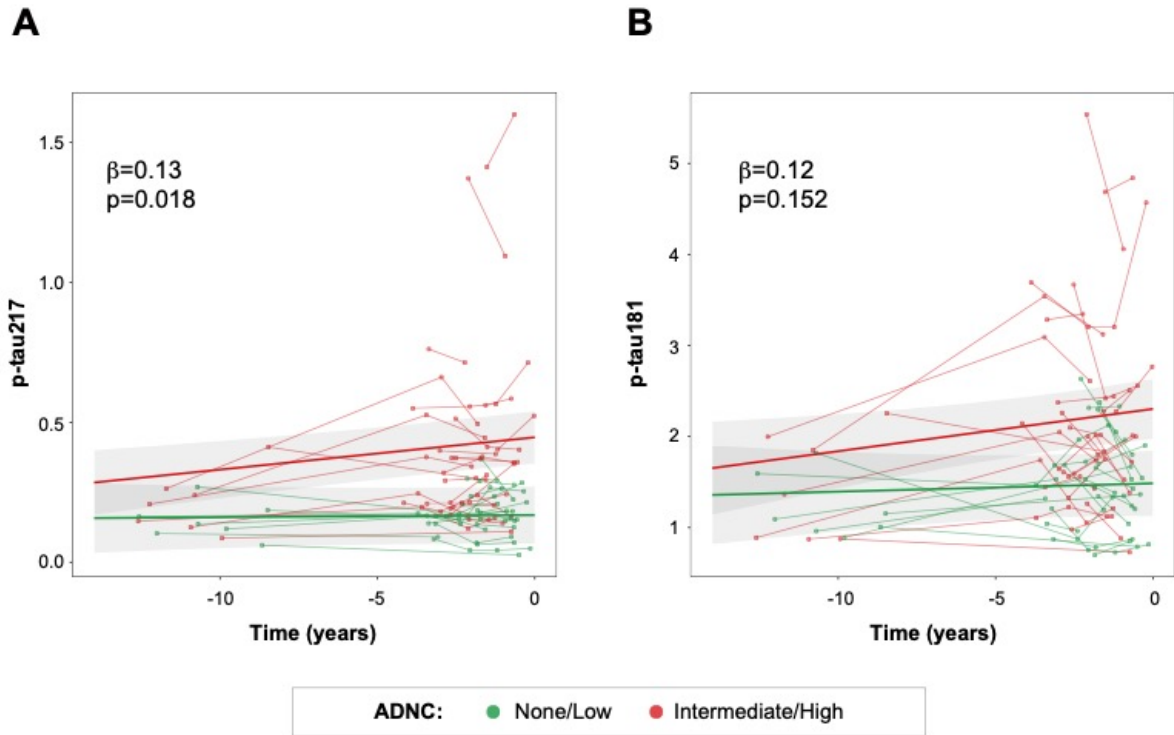 A
B
β=0.13
p=0.018
p-tau217
1.5
1.0
0.5
0.0
-10
-5
0
Time (years)
β=0.12
p=0.152
p-tau181
5
4
3
2
1
-10
-5
0
Time (years)
ADNC: None/Low Intermediate/High